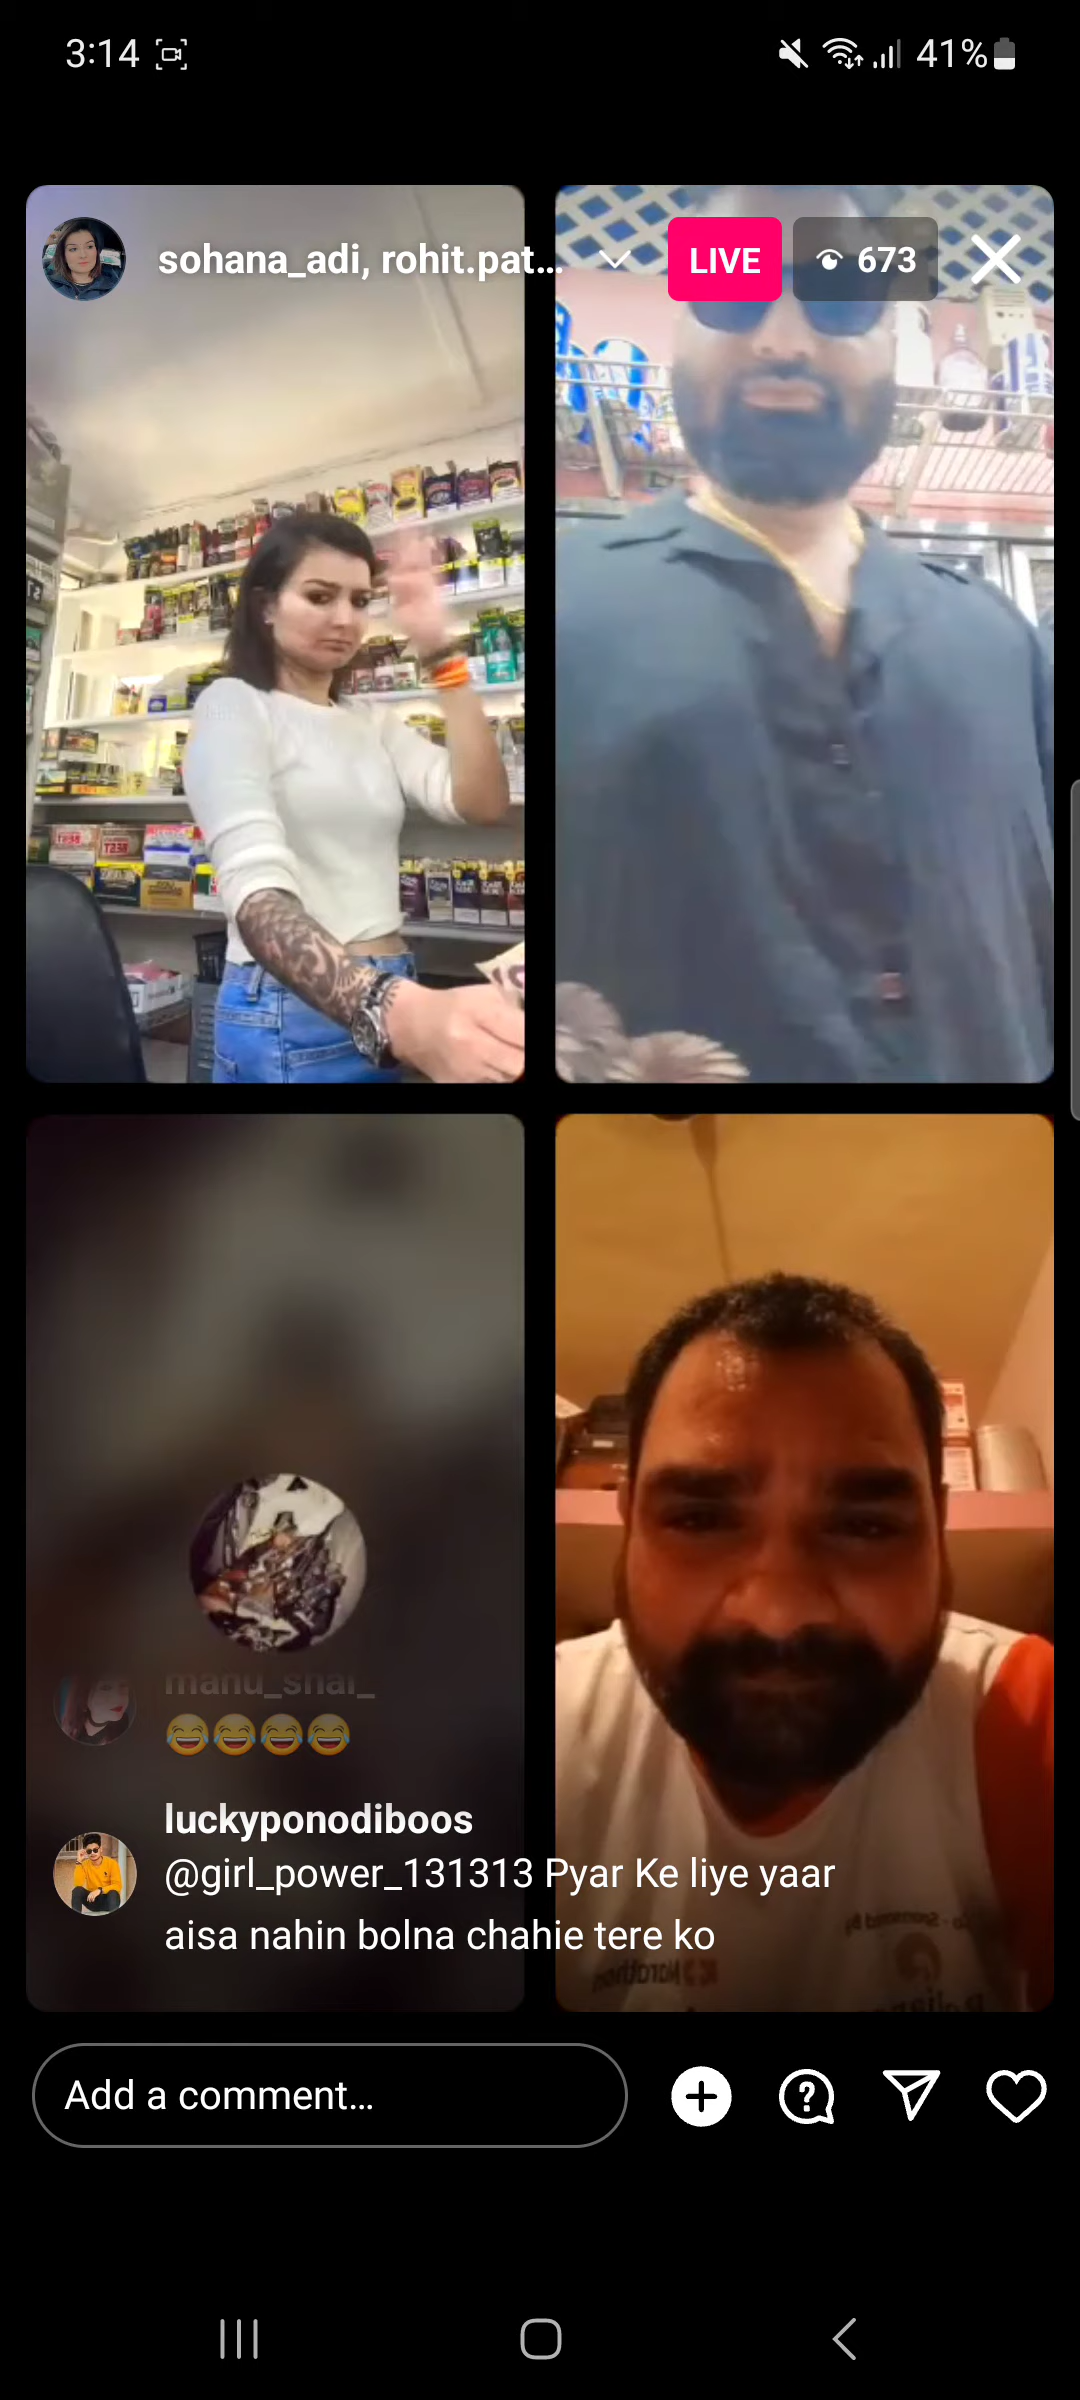 3:14
41%
sohana_adi, rohit.pat...
LIVE
673
manu_shai_
😂😂😂😂
luckyponodiboos
@girl_power_131313 Pyar Ke liye yaar
aisa nahin bolna chahie tere ko
Add a comment...